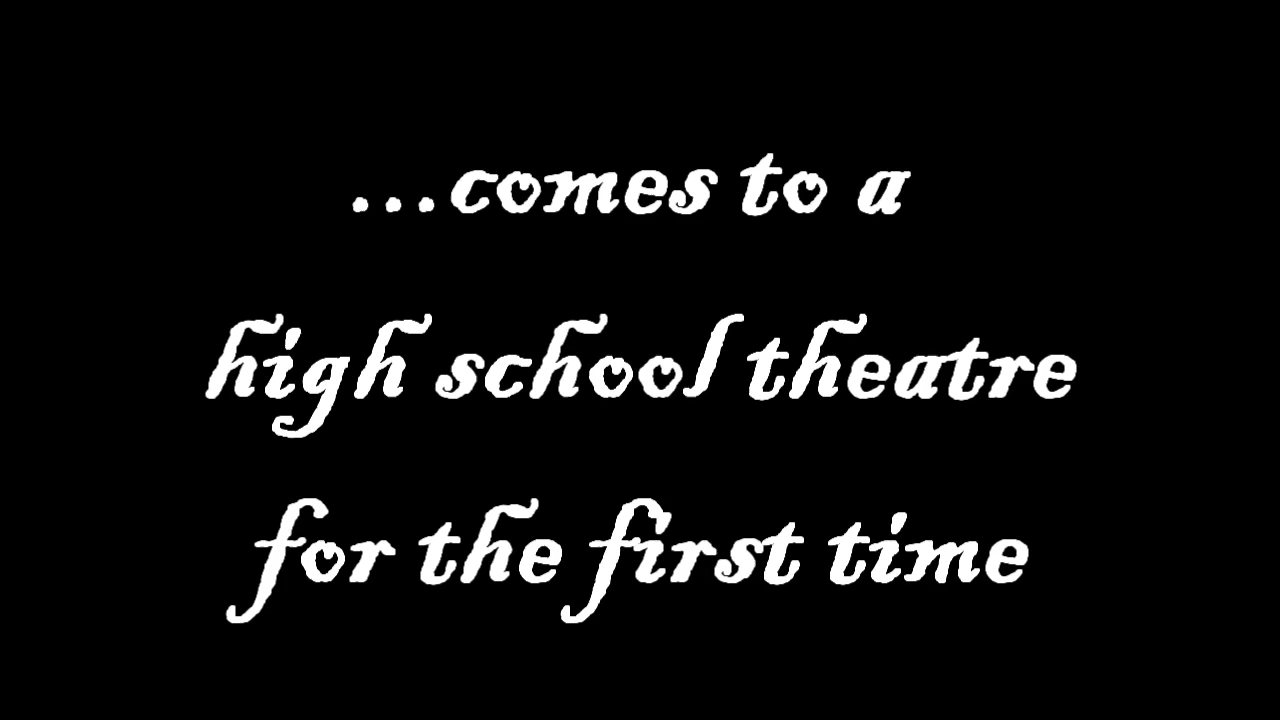 ...comes to a
high school theatre
for the first time